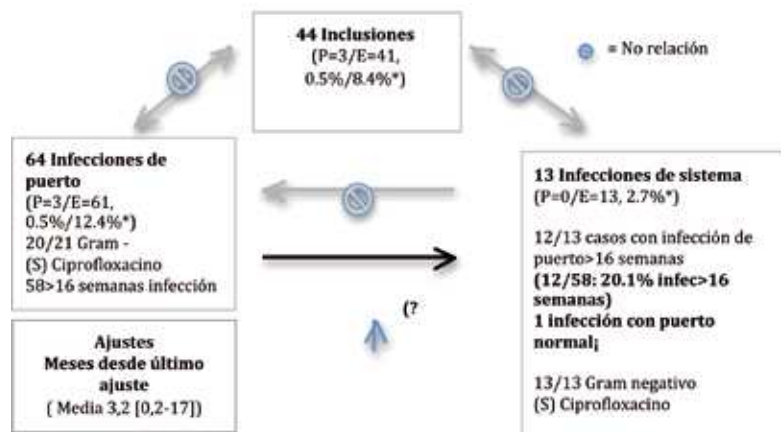 44 Inclusiones
(P=3/E=41,
0.5%/8.4%*)
= No relación
64 Infecciones de
puerto
(P=3/E=61,
0.5%/12.4%*)
20/21 Gram -
(S) Ciprofloxacino
58>16 semanas infección
13 Infecciones de sistema
(P=0/E=13, 2.7%*)
12/13 casos con infección de
puerto>16 semanas
(12/58: 20.1% infec>16
semanas)
1 infección con puerto
normal¡
13/13 Gram negativo
(S) Ciprofloxacino
(?
Ajustes
Meses desde último
ajuste
( Media 3,2 [0,2-17])